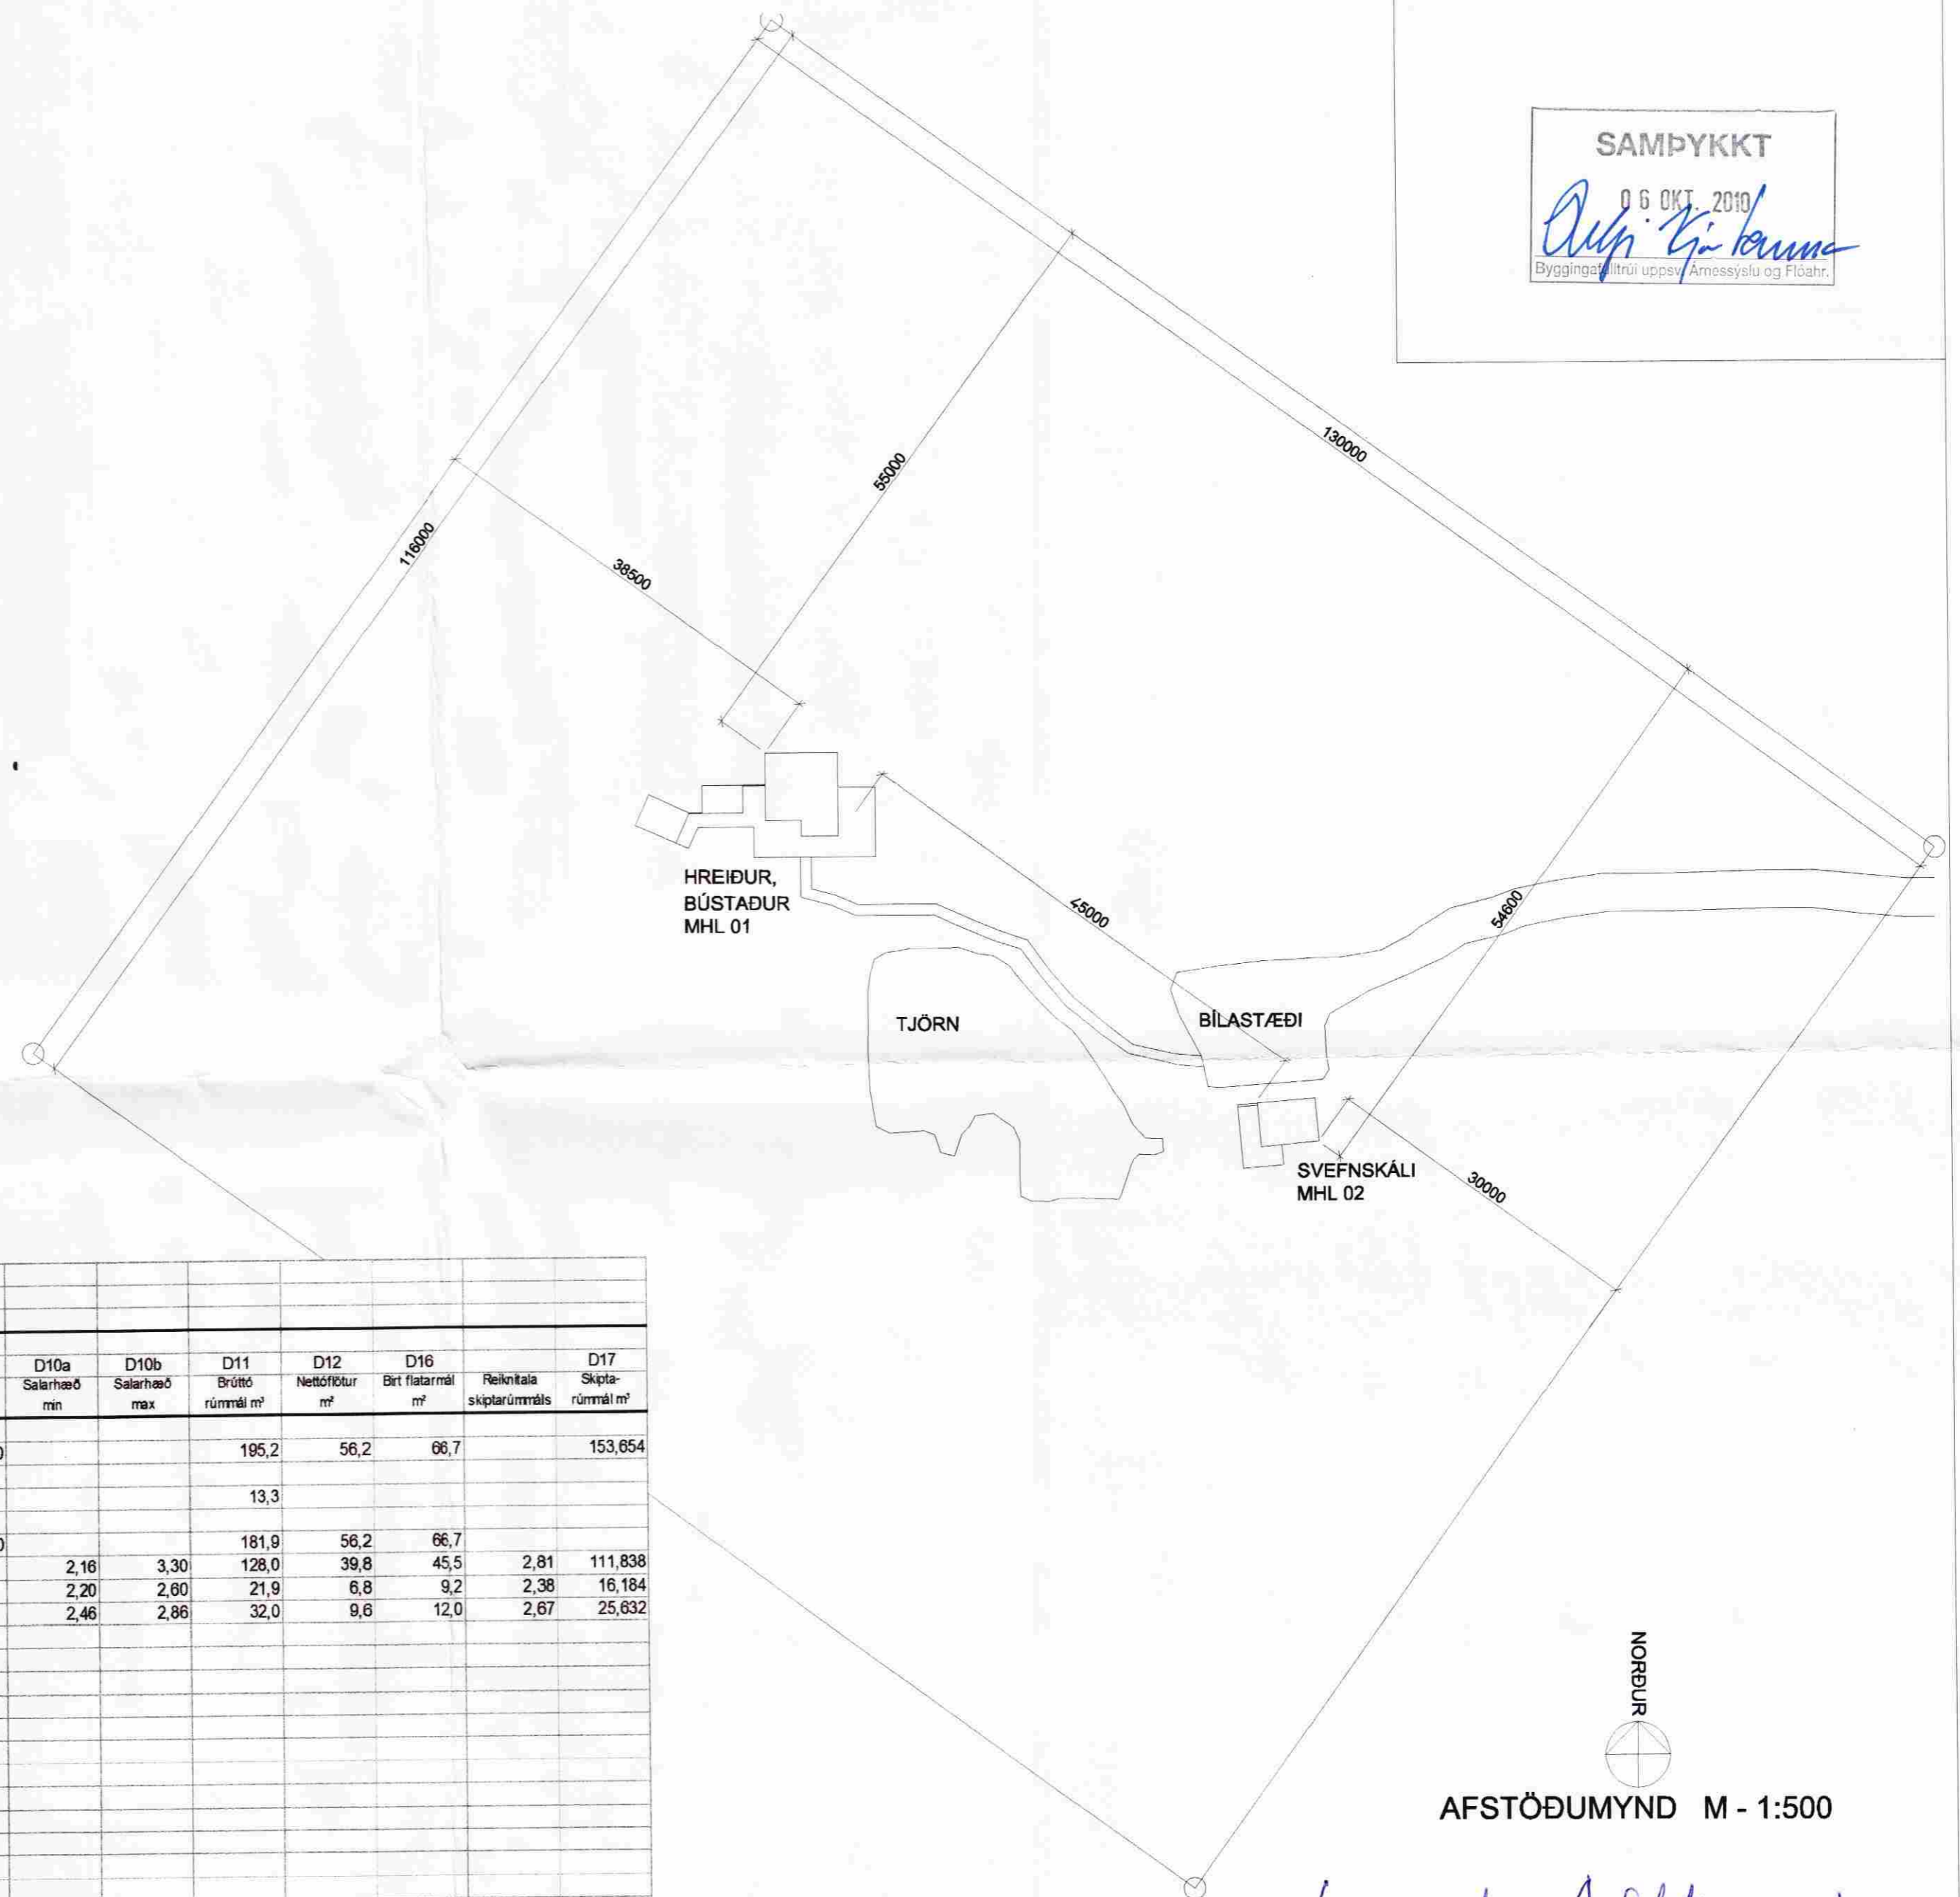 SAMÞYKKT
06 OKT. 2010
Byggingafulltrúi uppsv. Árnessýslu og Flóahr.
130000
55000
116000
38500
HREIÐUR,
BÚSTAÐUR
MHL 01
45000
54600
TJÖRN
BÍLASTÆÐI
SVEFNSKÁLI
MHL 02
30000
D10a D10b D11 D12 D16 D17
Salarhæð Salarhæð Brúttó Nettóflötur Birt flatarmál Reiknitala Skipta-
min max rúmmál m³ m² m² skiptarúmmáls rúmmál m³
195,2 56,2 66,7 153,654
13,3
181,9 56,2 66,7
2,16 3,30 128,0 39,8 45,5 2,81 111,838
2,20 2,60 21,9 6,8 9,2 2,38 16,184
2,46 2,86 32,0 9,6 12,0 2,67 25,632
NORÐUR
AFSTÖÐUMYND M - 1:500